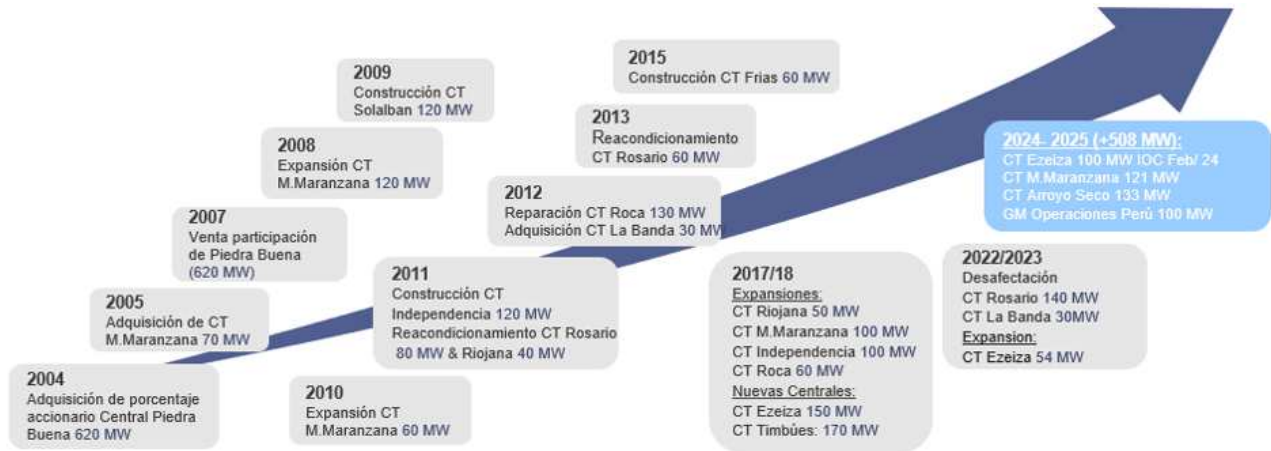 2004
Adquisición de porcentaje
accionario Central Piedra
Buena 620 MW
2005
Adquisición de CT
M.Maranzana 70 MW
2007
Venta participación
de Piedra Buena
(620 MW)
2008
Expansión CT
M.Maranzana 120 MW
2009
Construcción CT
Solalban 120 MW
2010
Expansión CT
M.Maranzana 60 MW
2011
Construcción CT
Independencia 120 MW
Reacondicionamiento CT Rosario
80 MW & Riojana 40 MW
2012
Reparación CT Roca 130 MW
Adquisición CT La Banda 30 MW
2013
Reacondicionamiento
CT Rosario 60 MW
2015
Construcción CT Frias 60 MW
2017/18
Expansiones:
CT Riojana 50 MW
CT M.Maranzana 100 MW
CT Independencia 100 MW
CT Roca 60 MW
Nuevas Centrales:
CT Ezeiza 150 MW
CT Timbúes: 170 MW
2022/2023
Desafectación
CT Rosario 140 MW
CT La Banda 30MW
Expansion:
CT Ezeiza 54 MW
2024- 2025 (+508 MW):
CT Ezeiza 100 MW IOC Feb/ 24
CT M.Maranzana 121 MW
CT Arroyo Seco 133 MW
GM Operaciones Perú 100 MW